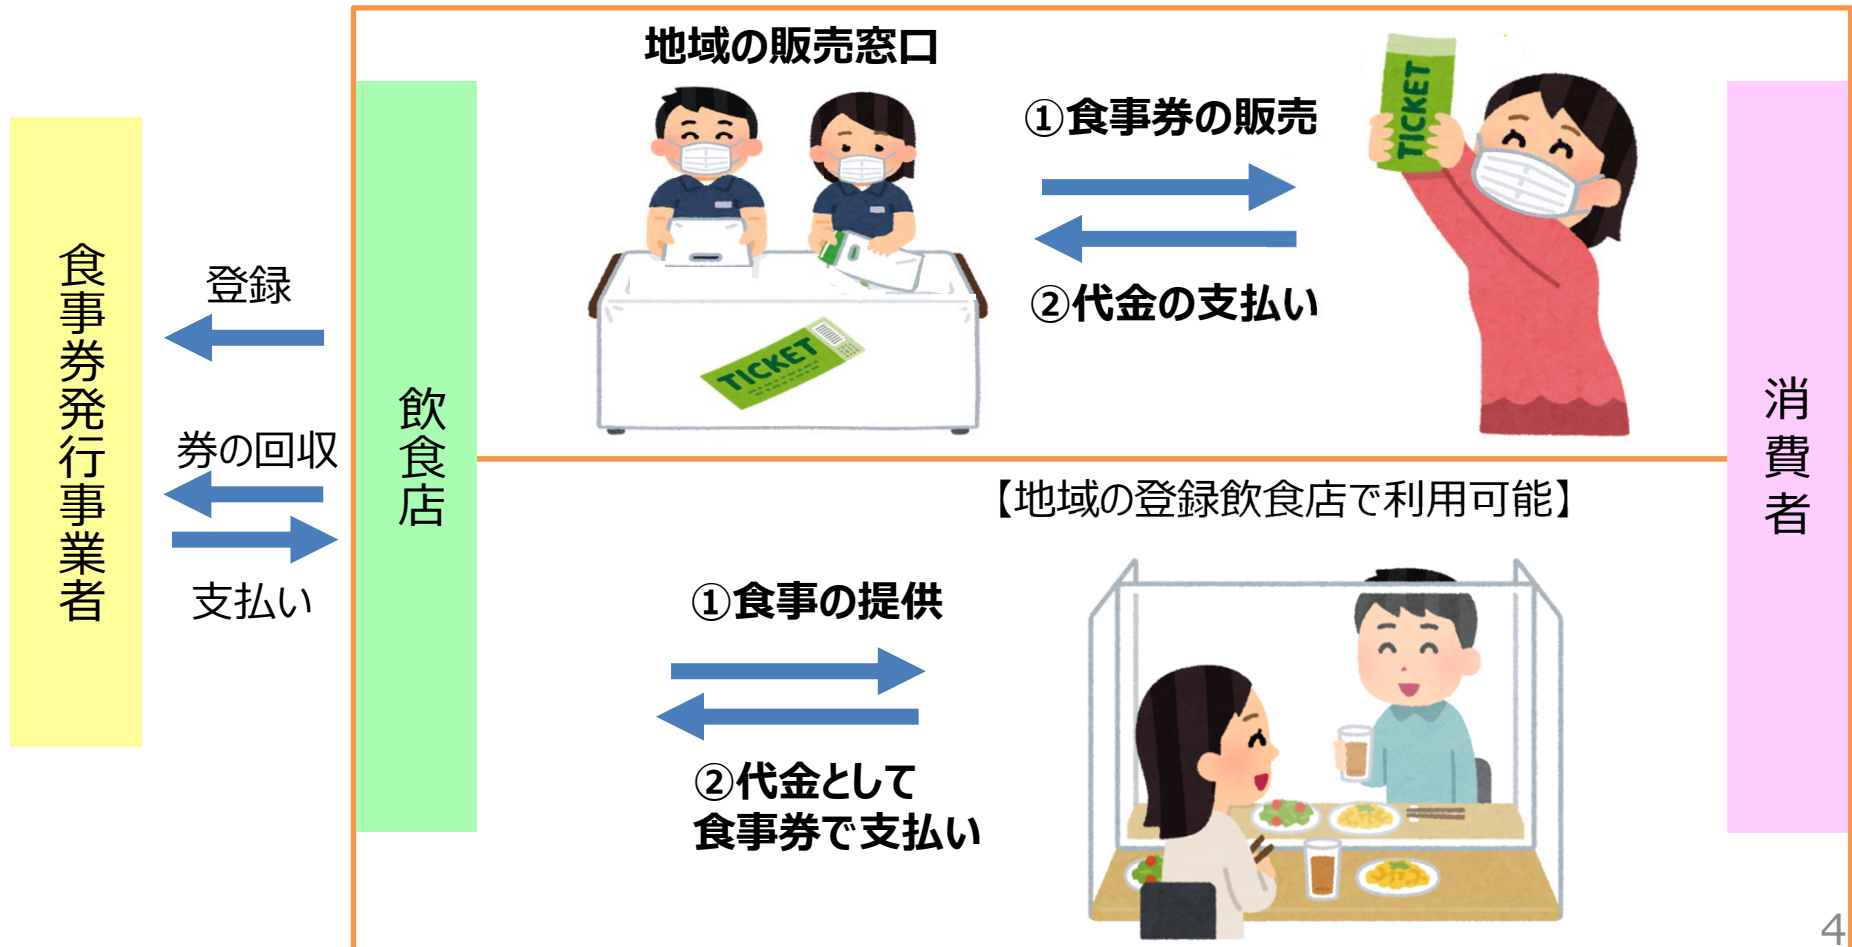 食事券発行事業者
登録
券の回収
支払い
飲食店
地域の販売窓口
TICKET
①食事券の販売
②代金の支払い
TICKET
消費者
【地域の登録飲食店で利用可能】
①食事の提供
②代金として
食事券で支払い
4